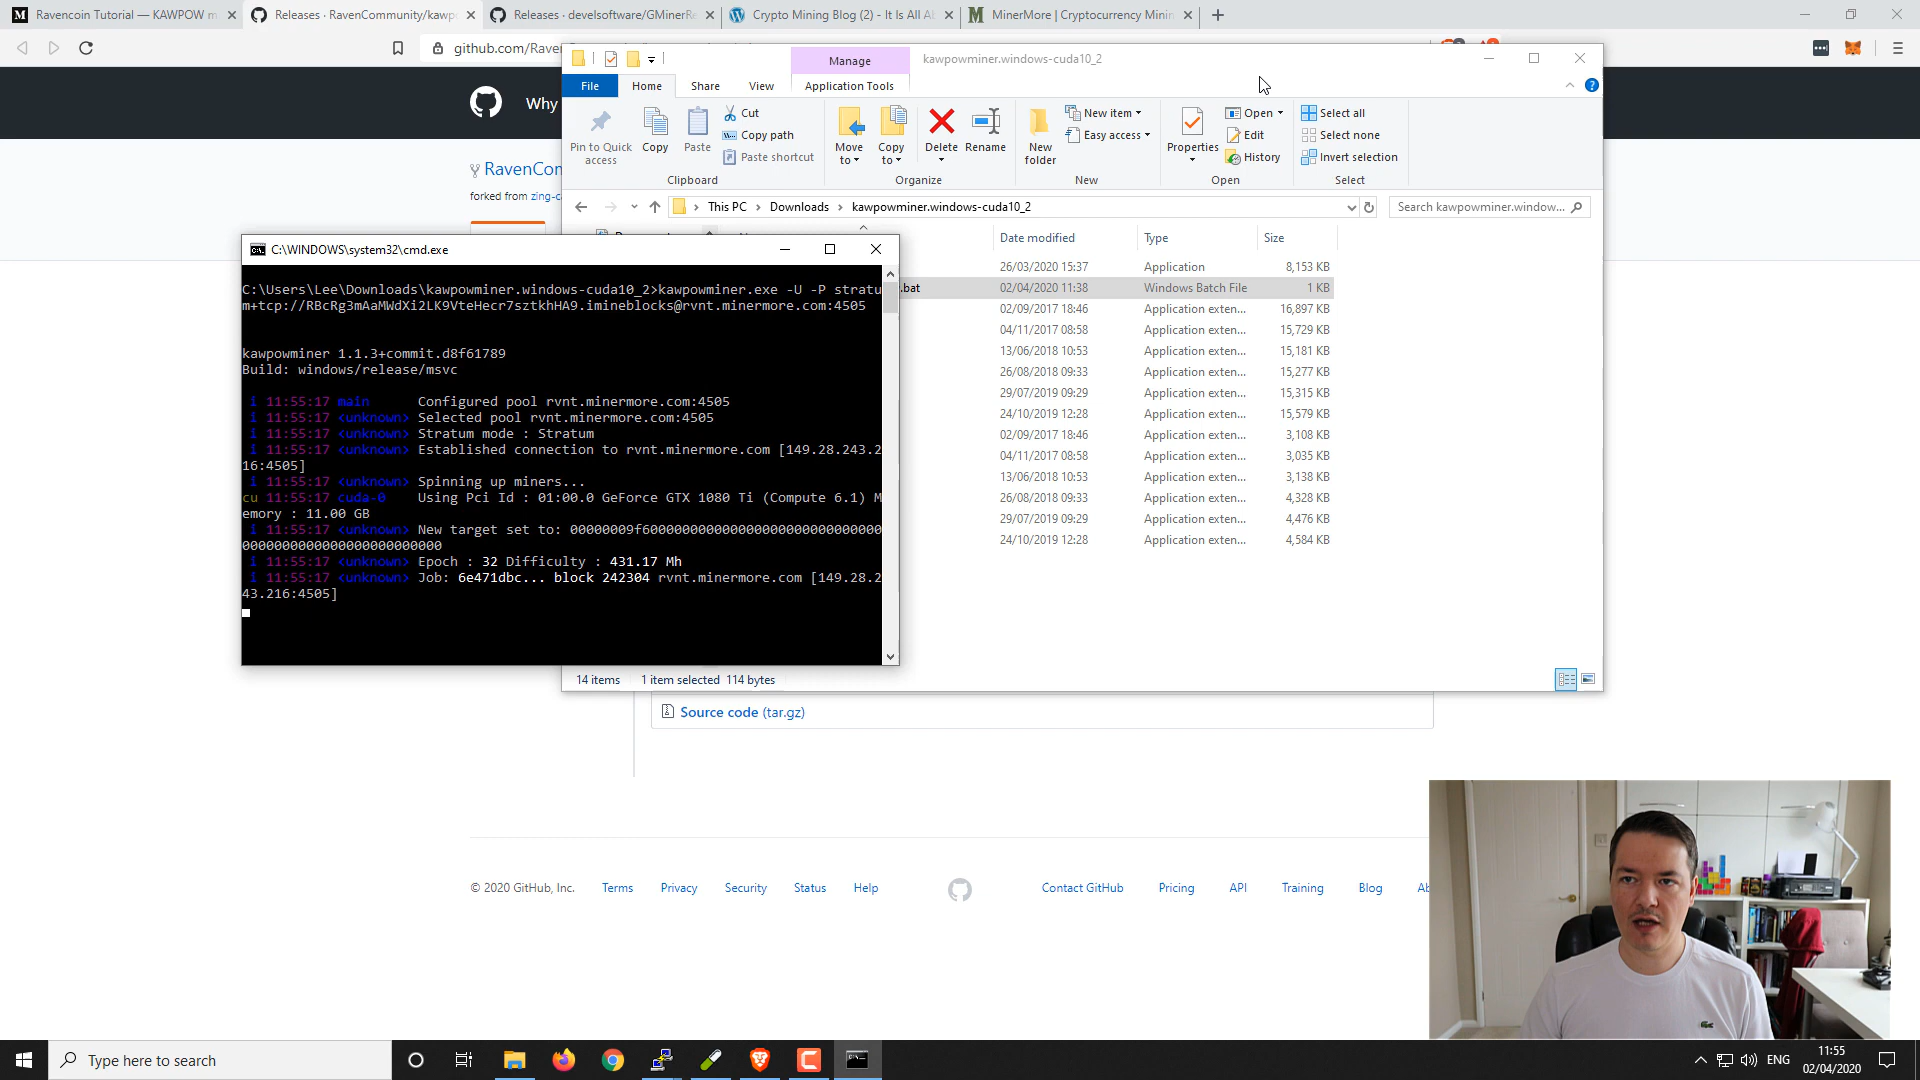 Ravencoin Tutorial — KAWPOW m
Releases · RavenCommunity/kawp
Releases · develsoftware/GMinerRe
Crypto Mining Blog (2) - It Is All A
MinerMore | Cryptocurrency Minin
github.com/Rave
Why
RavenCom
forked from zing-c
Manage
kawpowminer.windows-cuda10_2
File
Home
Share
View
Application Tools
Pin to Quick access
Copy
Paste
Cut
Copy path
Paste shortcut
Clipboard
Move to
Copy to
Delete
Rename
Organize
New folder
New item
Easy access
New
Properties
Open
Edit
History
Open
Select all
Select none
Invert selection
Select
This PC > Downloads > kawpowminer.windows-cuda10_2
Search kawpowminer.window...
Date modified Type Size
26/03/2020 15:37 Application 8,153 KB
.bat 02/04/2020 11:38 Windows Batch File 1 KB
02/09/2017 18:46 Application exten... 16,897 KB
04/11/2017 08:58 Application exten... 15,729 KB
13/06/2018 10:53 Application exten... 15,181 KB
26/08/2018 09:33 Application exten... 15,277 KB
29/07/2019 09:29 Application exten... 15,315 KB
24/10/2019 12:28 Application exten... 15,579 KB
02/09/2017 18:46 Application exten... 3,108 KB
04/11/2017 08:58 Application exten... 3,035 KB
13/06/2018 10:53 Application exten... 3,138 KB
26/08/2018 09:33 Application exten... 4,328 KB
29/07/2019 09:29 Application exten... 4,476 KB
24/10/2019 12:28 Application exten... 4,584 KB
14 items 1 item selected 114 bytes
C:\WINDOWS\system32\cmd.exe
C:\Users\Lee\Downloads\kawpowminer.windows-cuda10_2>kawpowminer.exe -U -P stratu
m+tcp://RBcRg3mAaMWdXi2LK9VteHecr7sztkhHA9.imineblocks@rvnt.minermore.com:4505
kawpowminer 1.1.3+commit.d8f61789
Build: windows/release/msvc
i 11:55:17 main Configured pool rvnt.minermore.com:4505
i 11:55:17 <unknown> Selected pool rvnt.minermore.com:4505
i 11:55:17 <unknown> Stratum mode : Stratum
i 11:55:17 <unknown> Established connection to rvnt.minermore.com [149.28.243.2
16:4505]
i 11:55:17 <unknown> Spinning up miners...
cu 11:55:17 cuda-0 Using Pci Id : 01:00.0 GeForce GTX 1080 Ti (Compute 6.1) M
emory : 11.00 GB
i 11:55:17 <unknown> New target set to: 00000009f60000000000000000000000000000000
0000000000000000000000000
i 11:55:17 <unknown> Epoch : 32 Difficulty : 431.17 Mh
i 11:55:17 <unknown> Job: 6e471dbc... block 242304 rvnt.minermore.com [149.28.2
43.216:4505]
Source code (tar.gz)
© 2020 GitHub, Inc. Terms Privacy Security Status Help
Contact GitHub Pricing API Training Blog Ab
Type here to search
ENG
11:55
02/04/2020